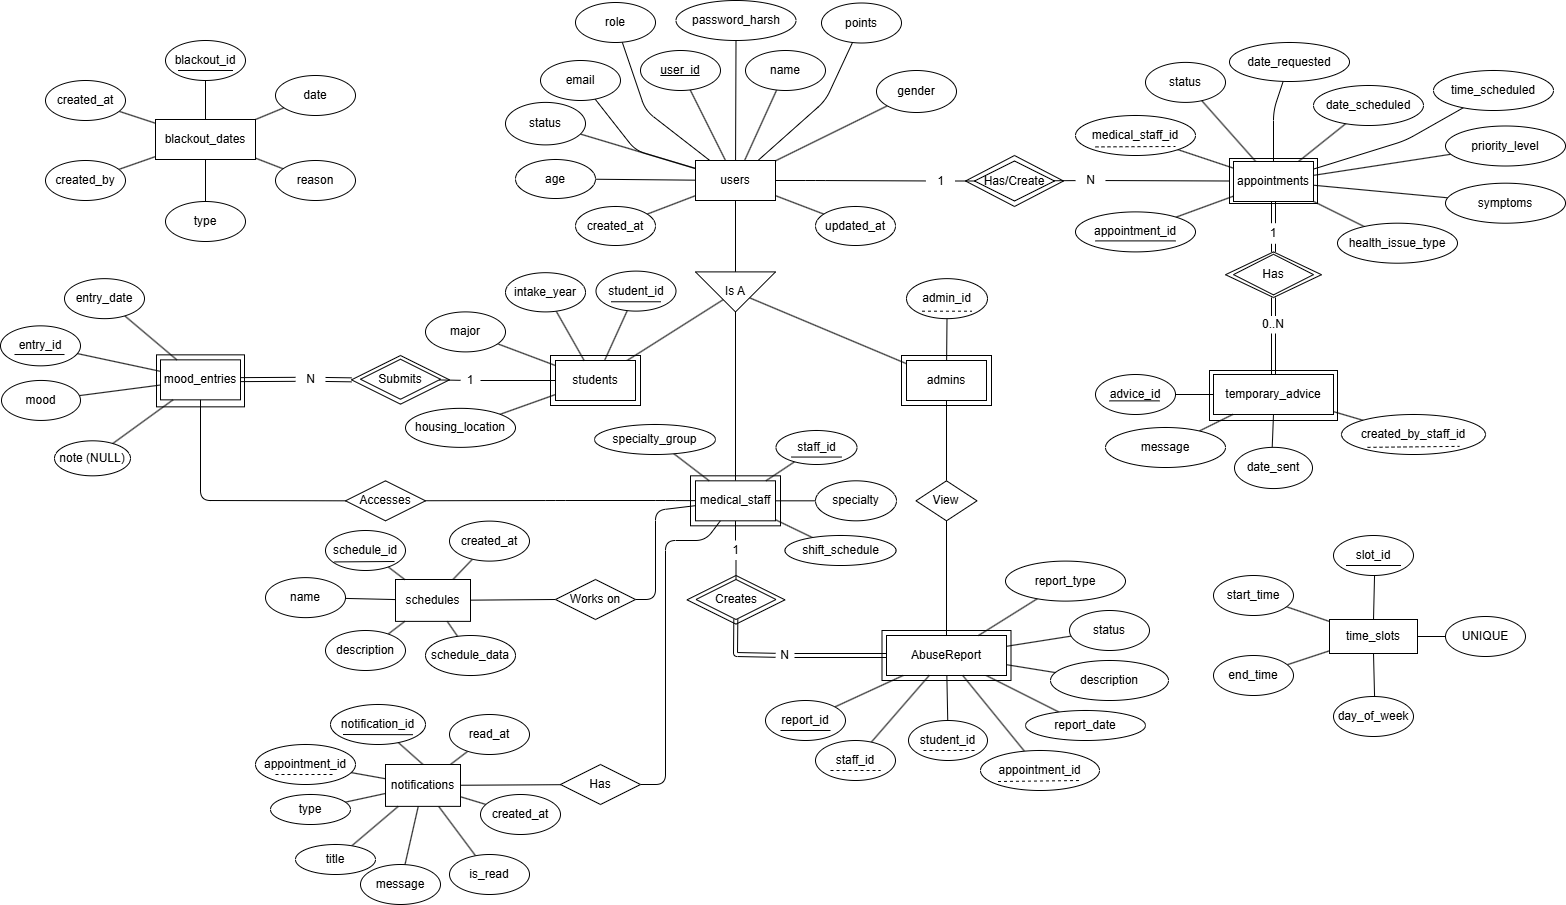 role
password_harsh
points
email
user_id
name
gender
status
age
users
created_at
updated_at
blackout_id
created_at
date
blackout_dates
created_by
reason
type
1
Has/Create
N
date_requested
status
time_scheduled
date_scheduled
medical_staff_id
priority_level
appointments
symptoms
appointment_id
health_issue_type
1
Has
0..N
advice_id
temporary_advice
message
created_by_staff_id
date_sent
Is A
entry_date
entry_id
mood_entries
mood
note (NULL)
N
Submits
1
intake_year
student_id
major
students
housing_location
admin_id
admins
specialty_group
staff_id
medical_staff
specialty
shift_schedule
Accesses
View
schedule_id
created_at
name
schedules
description
schedule_data
Works on
1
Creates
N
report_type
status
AbuseReport
description
report_id
report_date
staff_id
student_id
appointment_id
slot_id
start_time
time_slots
UNIQUE
end_time
day_of_week
notification_id
read_at
appointment_id
notifications
type
created_at
title
message
is_read
Has